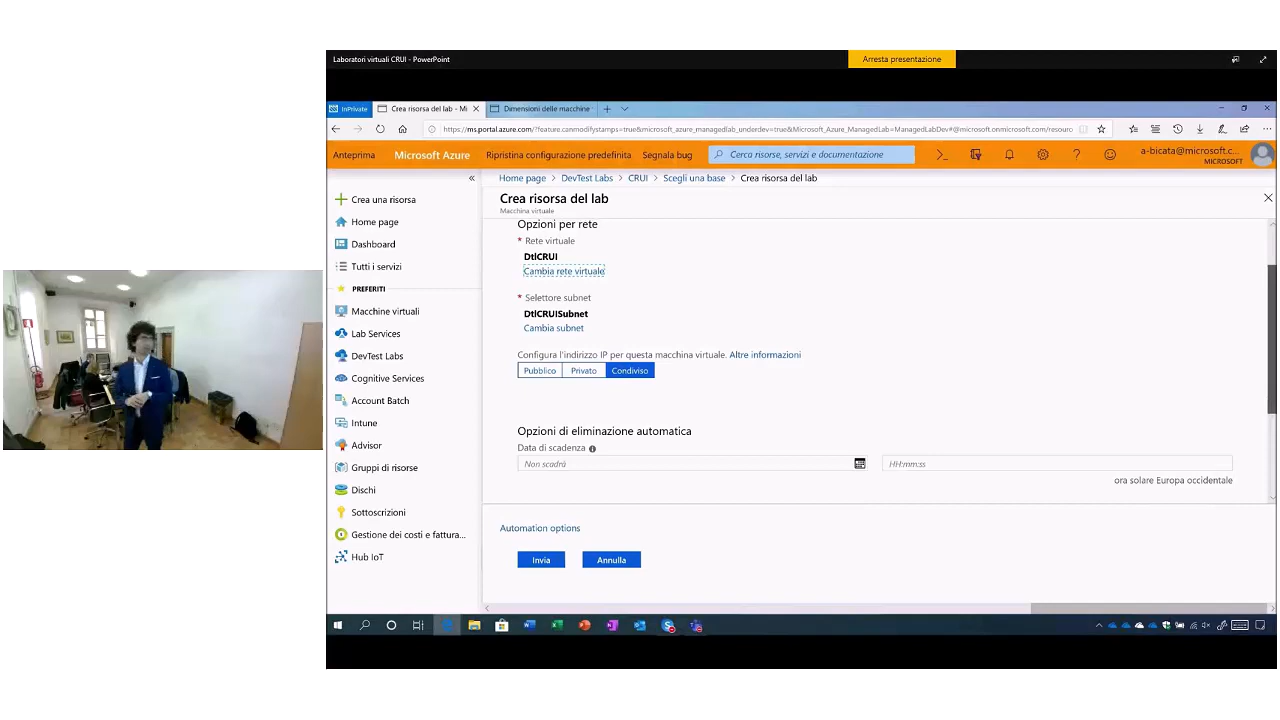 Laboratori virtuali CRUI - PowerPoint
Arresta presentazione
InPrivate
Crea risorsa del lab - Mi
Dimensioni delle macchine
https://ms.portal.azure.com/?feature.canmodifystamps=true&microsoft_azure_managedlab_underdev=true&Microsoft_Azure_ManagedLab=ManagedLabDev#@microsoft.onmicrosoft.com/resourc
Anteprima
Microsoft Azure
Ripristina configurazione predefinita
Segnala bug
Cerca risorse, servizi e documentazione
a-bicata@microsoft.c...
MICROSOFT
Home page > DevTest Labs > CRUI > Scegli una base > Crea risorsa del lab
Crea una risorsa
Home page
Dashboard
Tutti i servizi
PREFERITI
Macchine virtuali
Lab Services
DevTest Labs
Cognitive Services
Account Batch
Intune
Advisor
Gruppi di risorse
Dischi
Sottoscrizioni
Gestione dei costi e fattura...
Hub IoT
Crea risorsa del lab
Macchina virtuale
Opzioni per rete
* Rete virtuale
DtlCRUI
Cambia rete virtuale
* Selettore subnet
DtlCRUISubnet
Cambia subnet
Configura l'indirizzo IP per questa macchina virtuale. Altre informazioni
Pubblico Privato Condiviso
Opzioni di eliminazione automatica
Data di scadenza
Non scadrà
HH:mm:ss
ora solare Europa occidentale
Automation options
Invia
Annulla